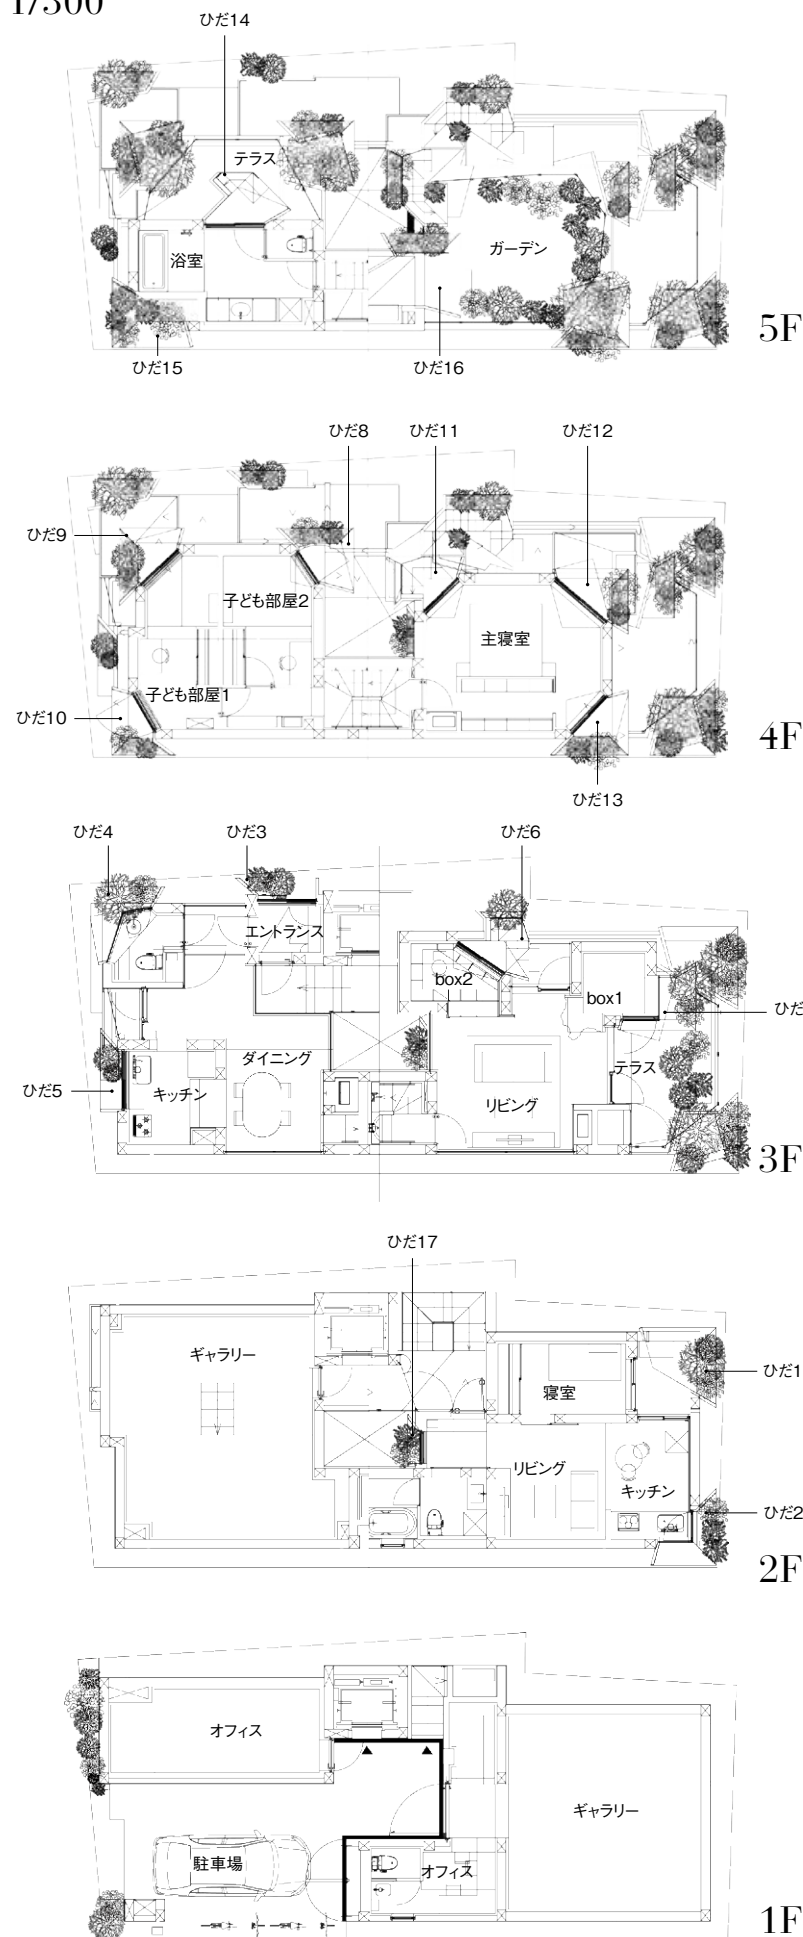 1/300
ひだ14
テラス
浴室
ガーデン
5F
ひだ15
ひだ16
ひだ8
ひだ11
ひだ12
ひだ9
子ども部屋2
主寝室
子ども部屋1
ひだ10
4F
ひだ13
ひだ4
ひだ3
ひだ6
エントランス
box2
box1
ひだ
ダイニング
テラス
ひだ5
キッチン
リビング
3F
ひだ17
ギャラリー
ひだ1
寝室
リビング
キッチン
ひだ2
2F
オフィス
ギャラリー
駐車場
オフィス
1F